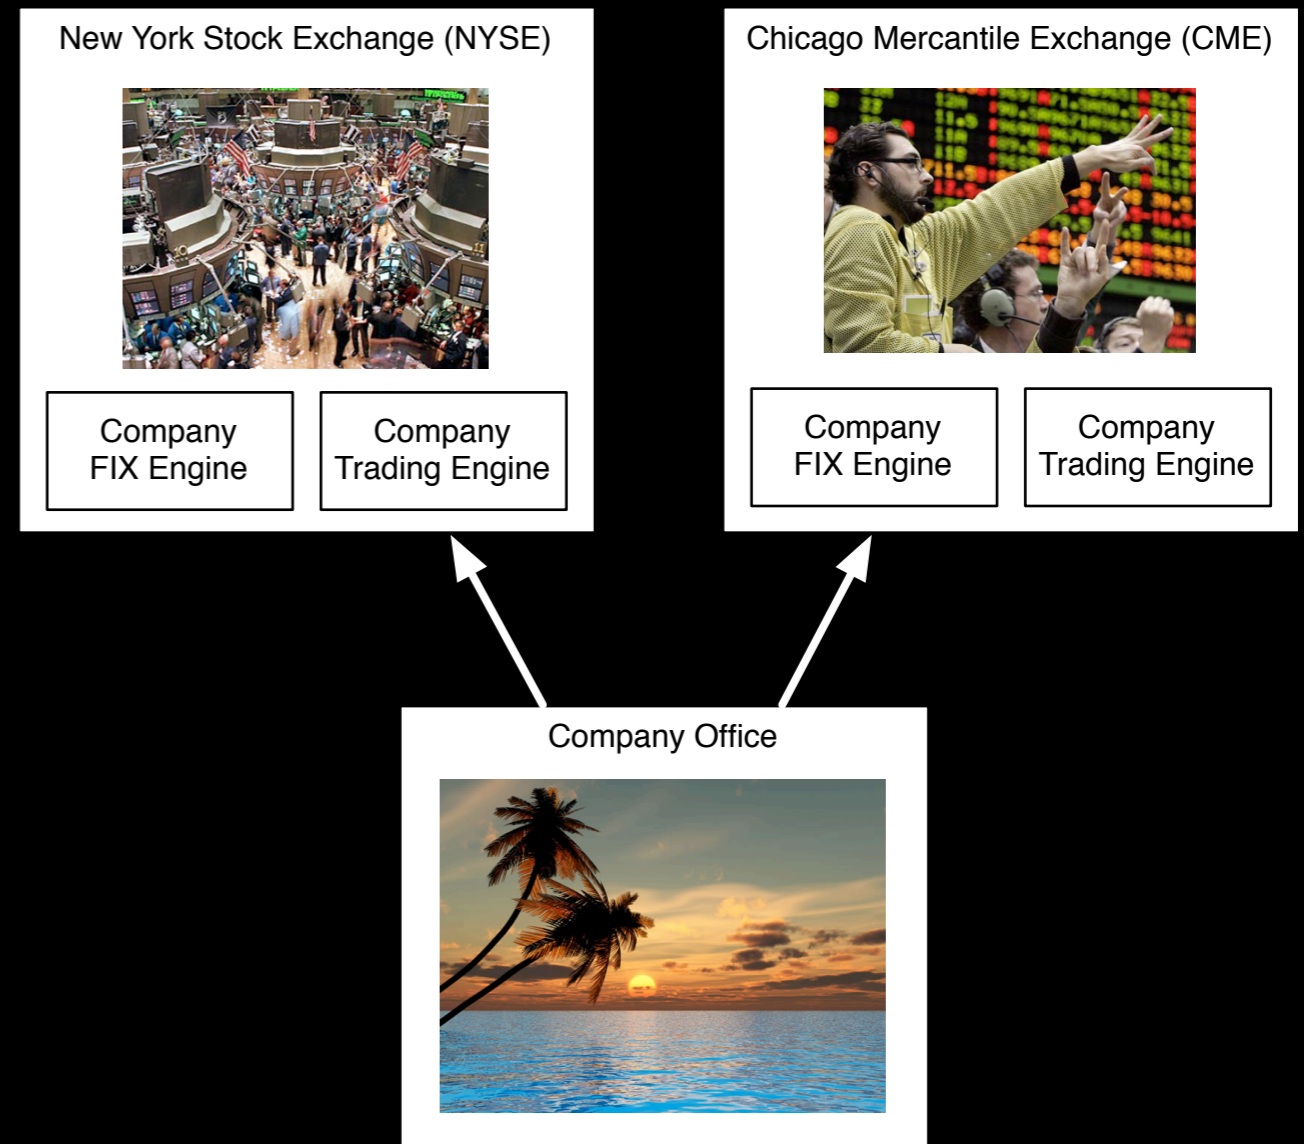 New York Stock Exchange (NYSE)
Chicago Mercantile Exchange (CME)
Company
FIX Engine
Company
Trading Engine
Company
FIX Engine
Company
Trading Engine
Company Office